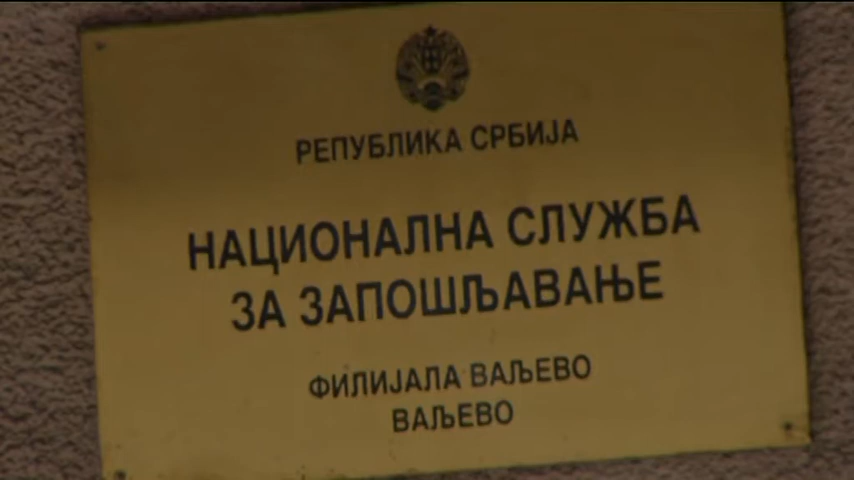 РЕПУБЛИКА СРБИЈА
НАЦИОНАЛНА СЛУЖБА
ЗА ЗАПОШЉАВАЊЕ
ФИЛИЈАЛА ВАЉЕВО
ВАЉЕВО